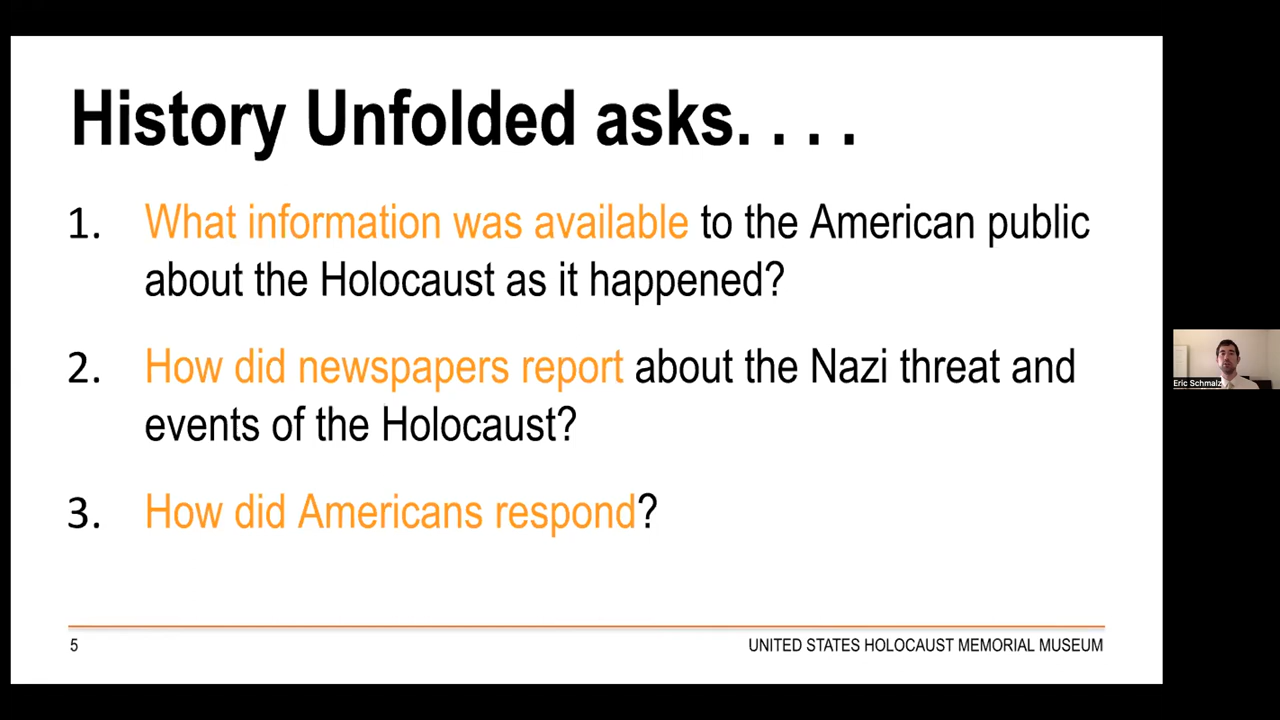 History Unfolded asks. . . .
1. What information was available to the American public
about the Holocaust as it happened?
2. How did newspapers report about the Nazi threat and
events of the Holocaust?
3. How did Americans respond?
5
UNITED STATES HOLOCAUST MEMORIAL MUSEUM
Eric Schmalz